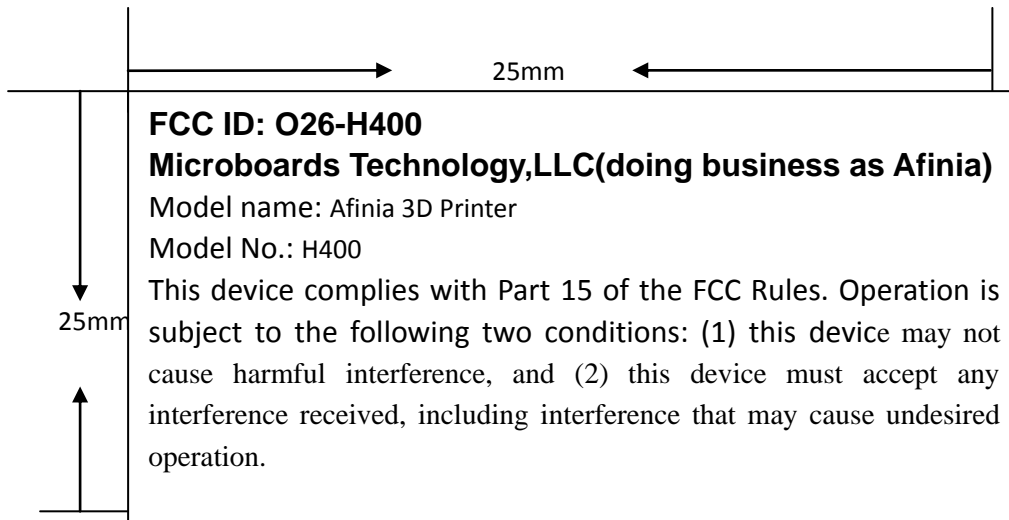 25mm
FCC ID: O26-H400
Microboards Technology,LLC(doing business as Afinia)
Model name: Afinia 3D Printer
Model No.: H400
This device complies with Part 15 of the FCC Rules. Operation is
25mm
subject to the following two conditions: (1) this device may not
cause harmful interference, and (2) this device must accept any
interference received, including interference that may cause undesired
operation.